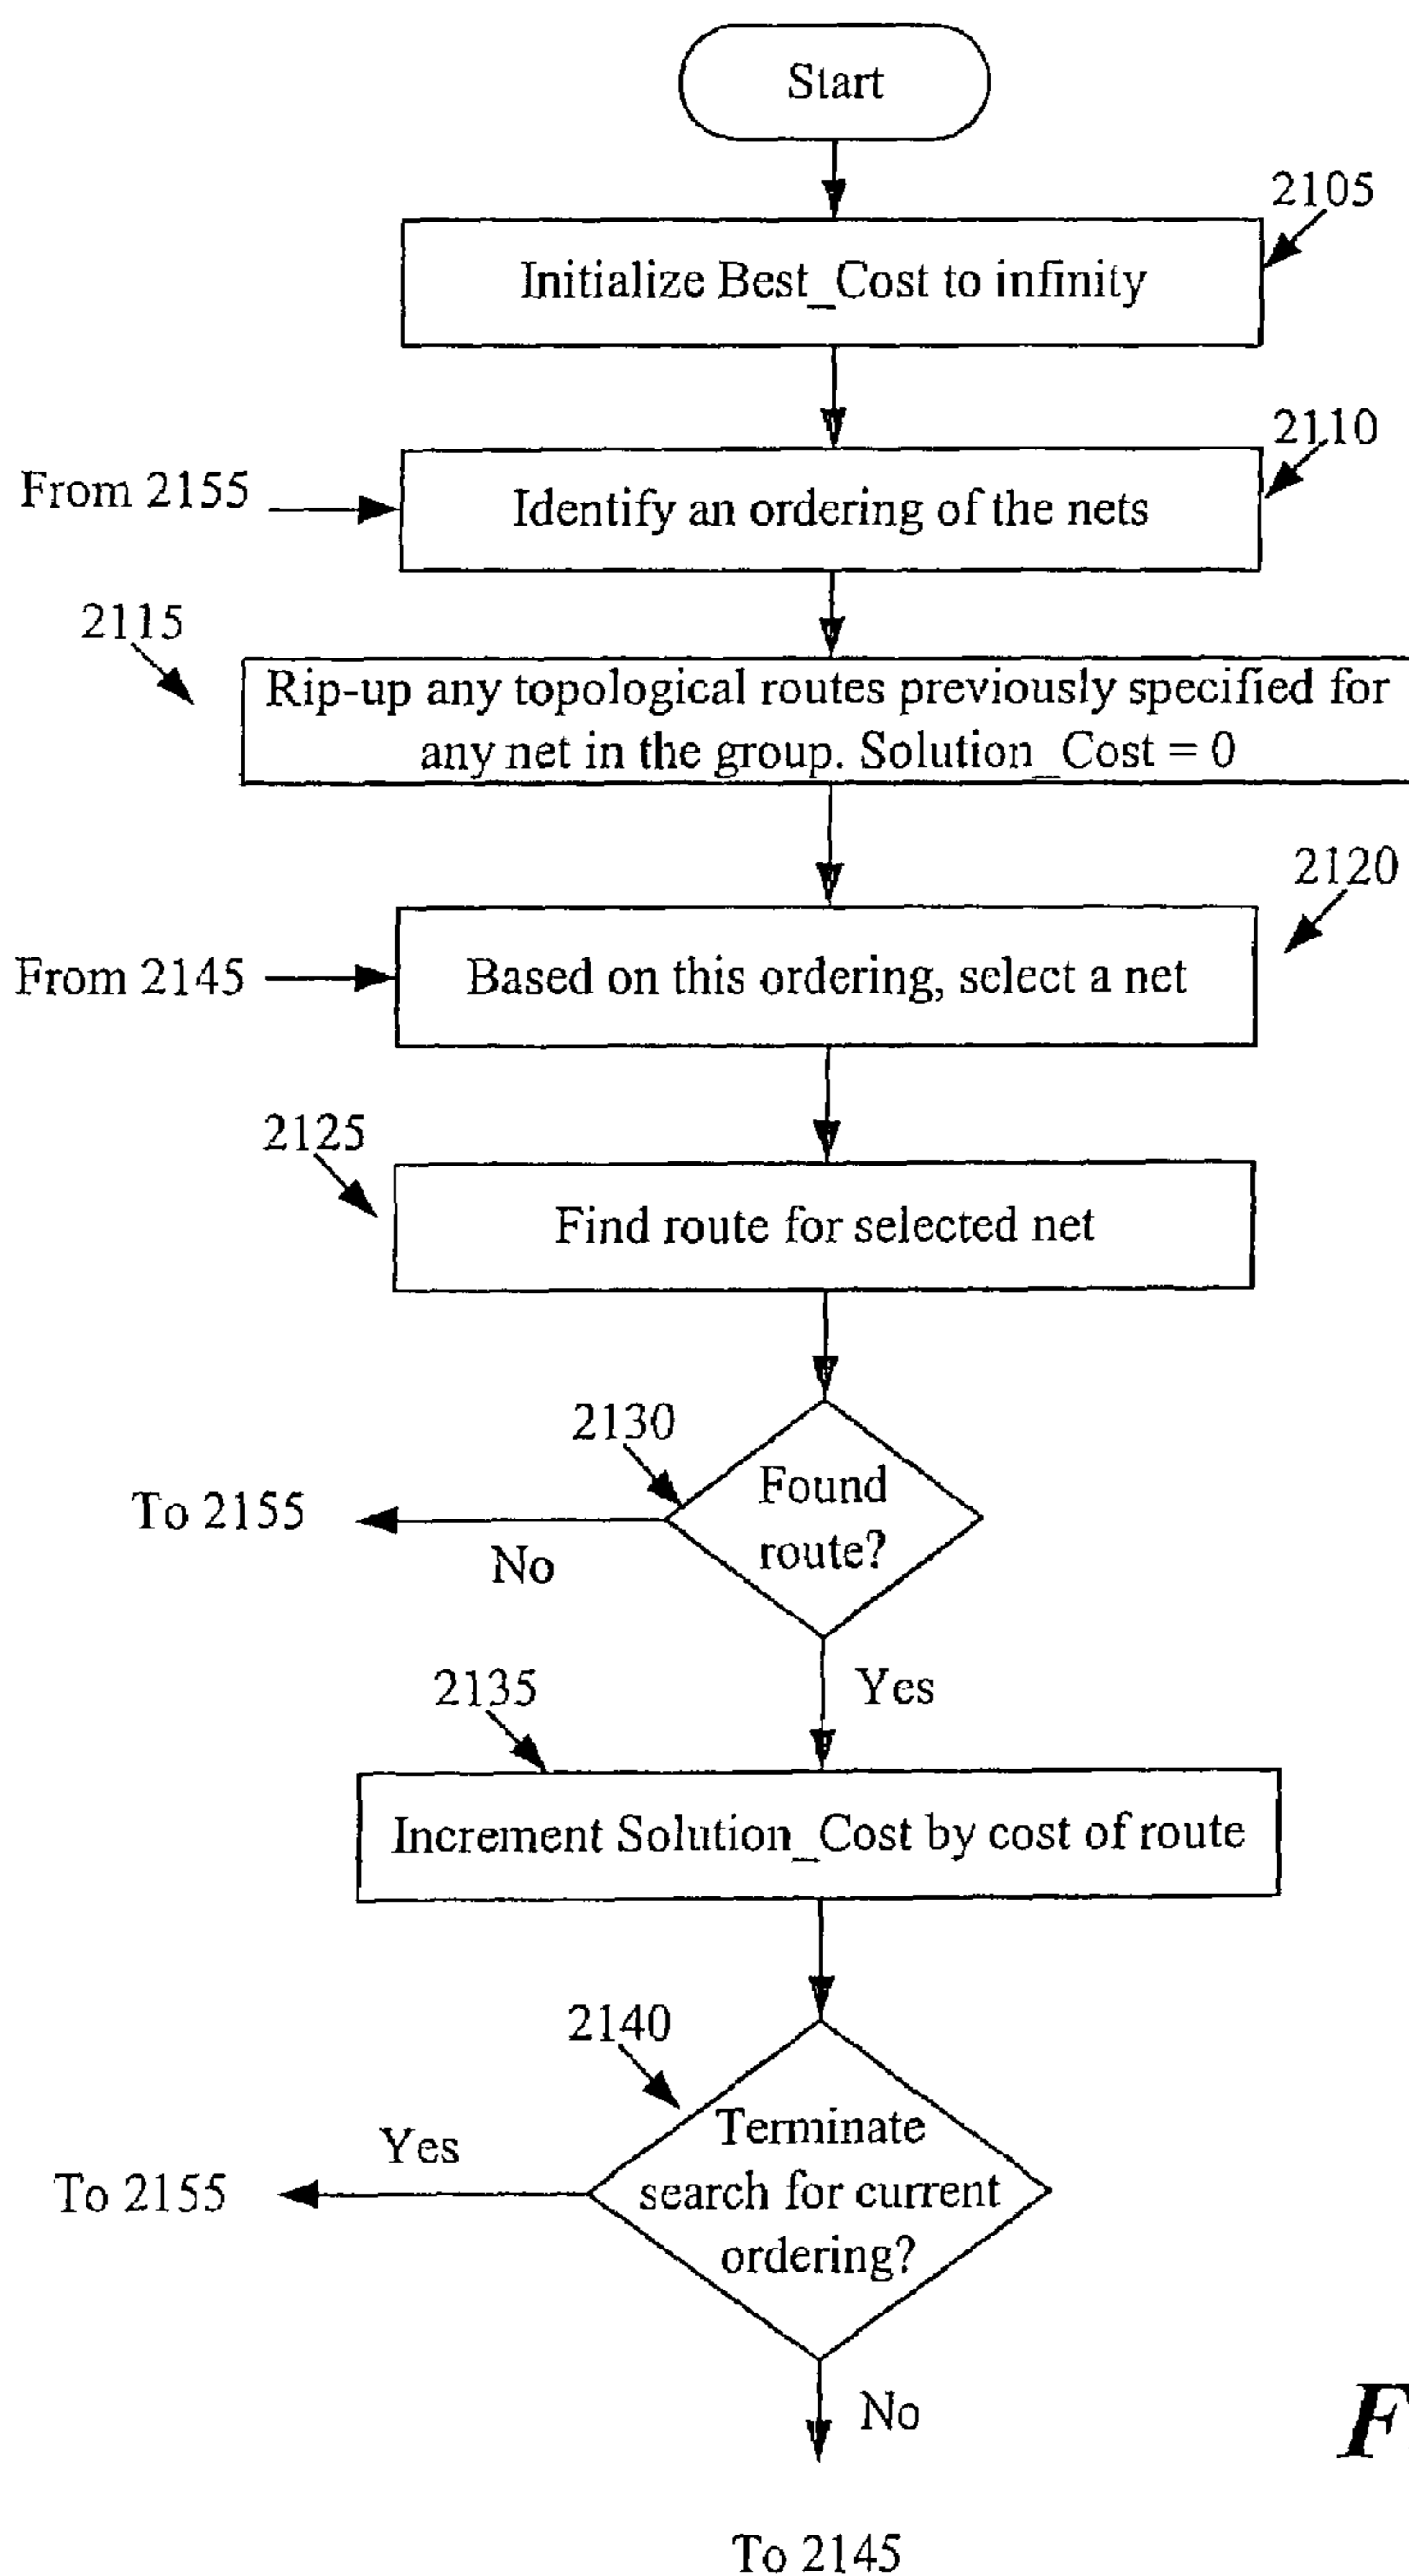 Start
2105
Initialize Best_Cost to infinity
2110
From 2155
Identify an ordering of the nets
2115
Rip-up any topological routes previously specified for
any net in the group. Solution_Cost = 0
2120
From 2145
Based on this ordering, select a net
2125
Find route for selected net
2130
Found
route?
To 2155
No
Yes
2135
Increment Solution_Cost by cost of route
2140
Terminate
search for current
ordering?
Yes
To 2155
No
To 2145